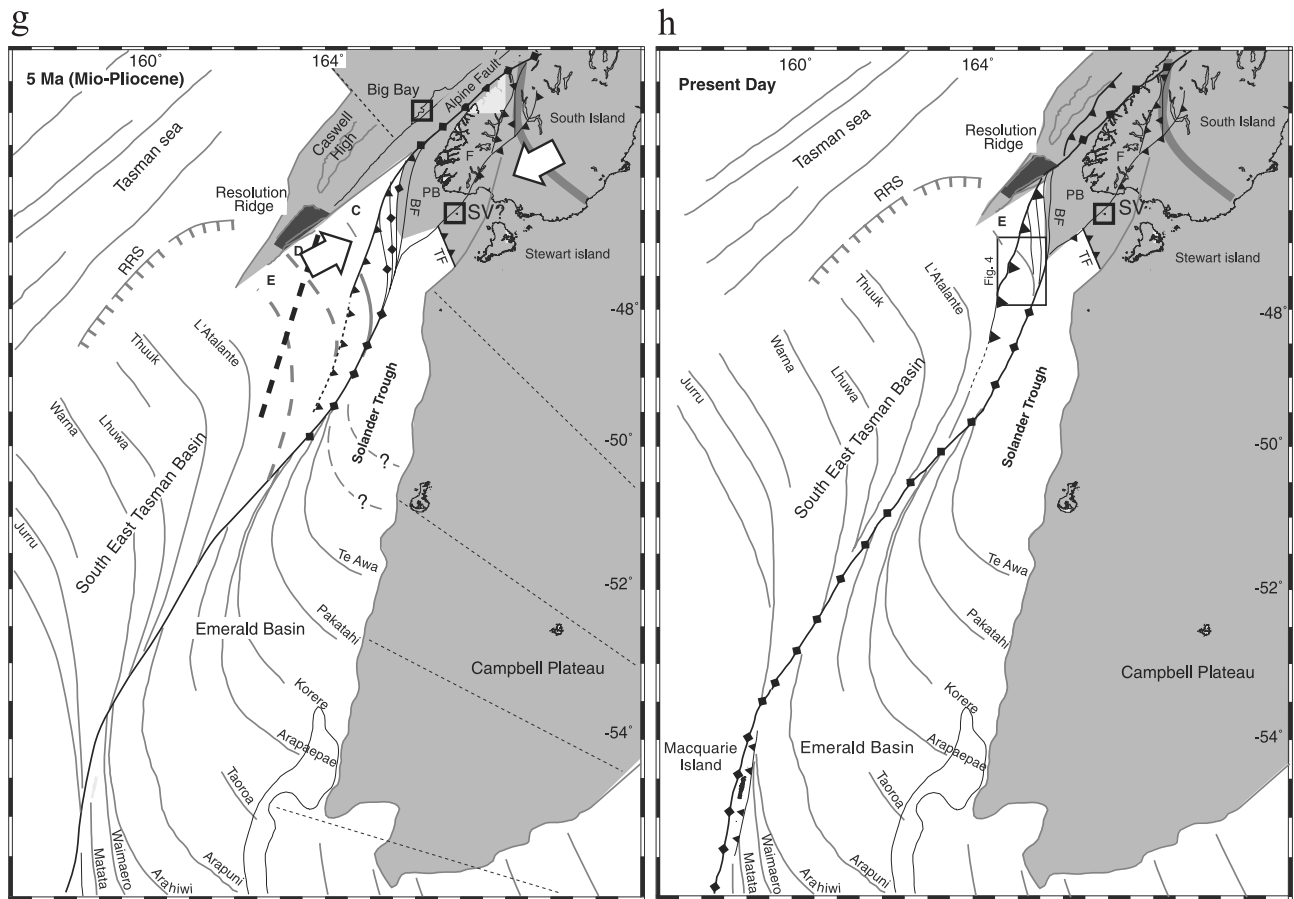 g
160°
164°
5 Ma (Mio-Pliocene)
Big Bay
Alpine Fault
South Island
Caswell
High
Tasman sea
F
Resolution
Ridge
C
PB
BF
SV?
RRS
D
TF
Stewart island
E
-48°
Thuuk
L'Atalante
Warna
Lhuwa
Solander Trough
South East Tasman Basin
-50°
?
?
Jurru
Te Awa
-52°
Emerald Basin
Pakatahi
Campbell Plateau
Korere
-54°
Arapaepae
Taoroa
Matata
Waimaero
Arahiwi
Arapuni
h
160°
164°
Present Day
Resolution
Ridge
South Island
Tasman sea
F
RRS
PB
E
BF
SV
TF
Stewart island
Fig. 4
Thuuk
L'Atalante
-48°
Warna
Lhuwa
Jurru
Solander Trough
South East Tasman Basin
-50°
Te Awa
-52°
Pakatahi
Campbell Plateau
Korere
-54°
Macquarie
Island
Emerald Basin
Arapaepae
Taoroa
Matata
Waimaero
Arahiwi
Arapuni